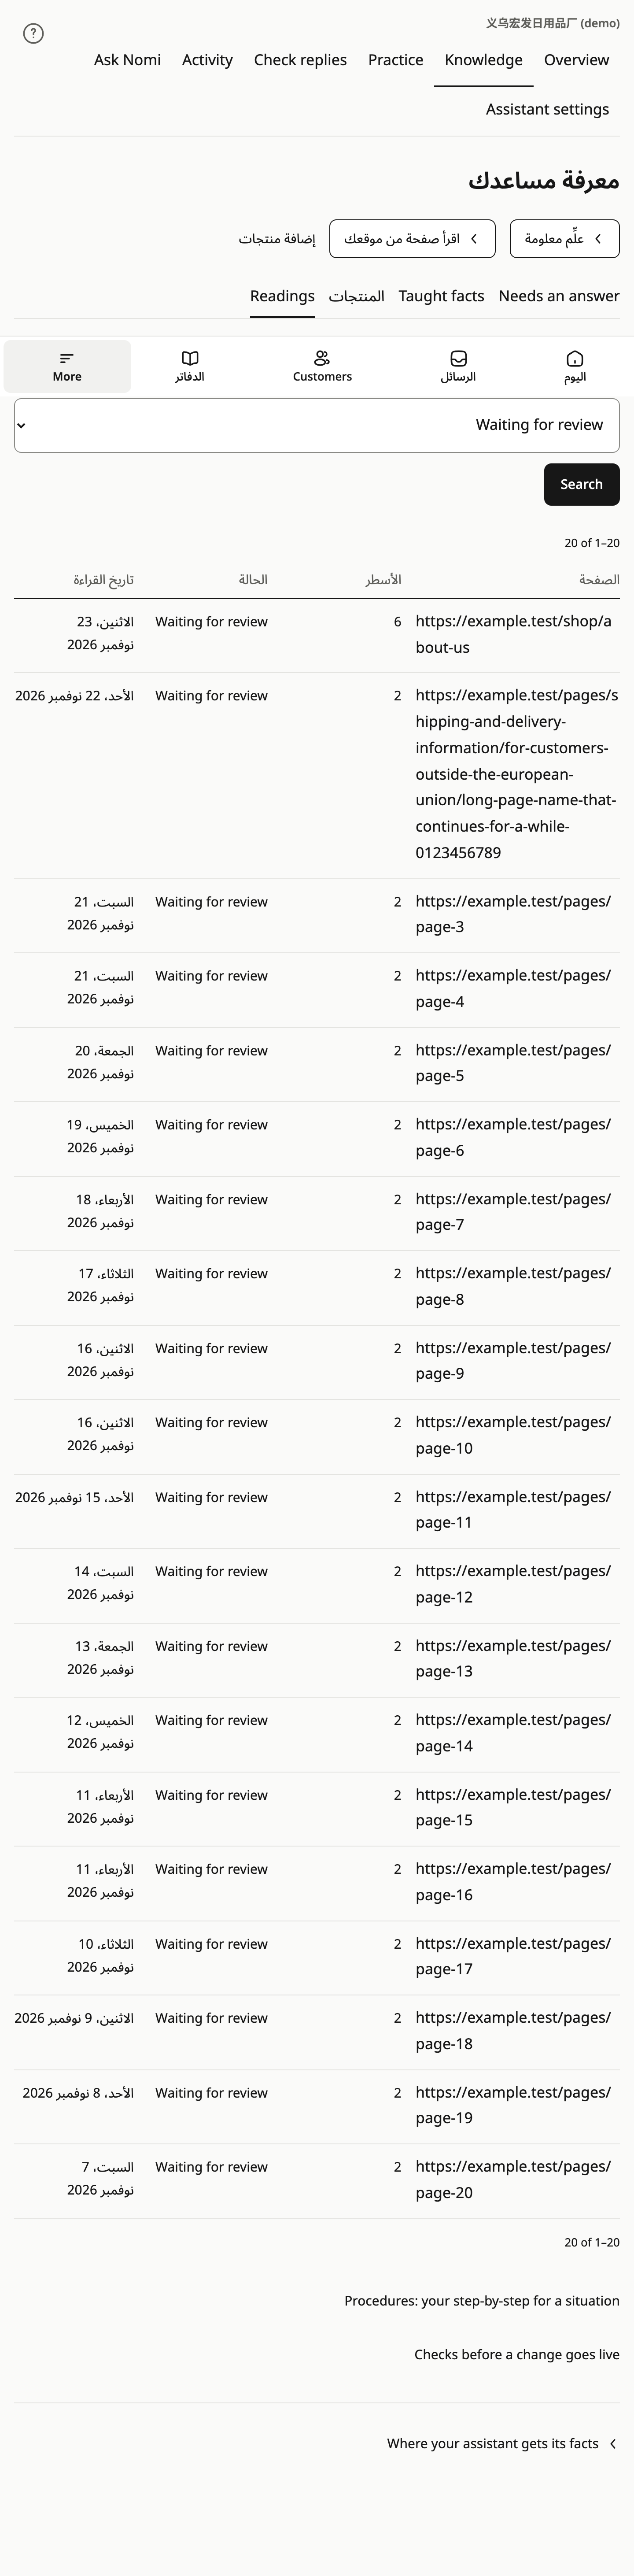 义乌宏发日用品厂 (demo)
Overview
Knowledge
Practice
Check replies
Activity
Ask Nomi
Assistant settings
معرفة مساعدك
علِّم معلومة
اقرأ صفحة من موقعك
إضافة منتجات
Needs an answer
Taught facts
المنتجات
Readings
اليوم
الرسائل
Customers
الدفاتر
More
Waiting for review
Search
20 of 1–20
الصفحة الأسطر الحالة تاريخ القراءة
https://example.test/shop/a 6 Waiting for review الاثنين، 23
bout-us نوفمبر 2026
https://example.test/pages/s 2 Waiting for review الأحد، 22 نوفمبر 2026
hipping-and-delivery-
information/for-customers-
outside-the-european-
union/long-page-name-that-
continues-for-a-while-
0123456789
https://example.test/pages/ 2 Waiting for review السبت، 21
page-3 نوفمبر 2026
https://example.test/pages/ 2 Waiting for review السبت، 21
page-4 نوفمبر 2026
https://example.test/pages/ 2 Waiting for review الجمعة، 20
page-5 نوفمبر 2026
https://example.test/pages/ 2 Waiting for review الخميس، 19
page-6 نوفمبر 2026
https://example.test/pages/ 2 Waiting for review الأربعاء، 18
page-7 نوفمبر 2026
https://example.test/pages/ 2 Waiting for review الثلاثاء، 17
page-8 نوفمبر 2026
https://example.test/pages/ 2 Waiting for review الاثنين، 16
page-9 نوفمبر 2026
https://example.test/pages/ 2 Waiting for review الاثنين، 16
page-10 نوفمبر 2026
https://example.test/pages/ 2 Waiting for review الأحد، 15 نوفمبر 2026
page-11
https://example.test/pages/ 2 Waiting for review السبت، 14
page-12 نوفمبر 2026
https://example.test/pages/ 2 Waiting for review الجمعة، 13
page-13 نوفمبر 2026
https://example.test/pages/ 2 Waiting for review الخميس، 12
page-14 نوفمبر 2026
https://example.test/pages/ 2 Waiting for review الأربعاء، 11
page-15 نوفمبر 2026
https://example.test/pages/ 2 Waiting for review الأربعاء، 11
page-16 نوفمبر 2026
https://example.test/pages/ 2 Waiting for review الثلاثاء، 10
page-17 نوفمبر 2026
https://example.test/pages/ 2 Waiting for review الاثنين، 9 نوفمبر 2026
page-18
https://example.test/pages/ 2 Waiting for review الأحد، 8 نوفمبر 2026
page-19
https://example.test/pages/ 2 Waiting for review السبت، 7
page-20 نوفمبر 2026
20 of 1–20
Procedures: your step-by-step for a situation
Checks before a change goes live
Where your assistant gets its facts